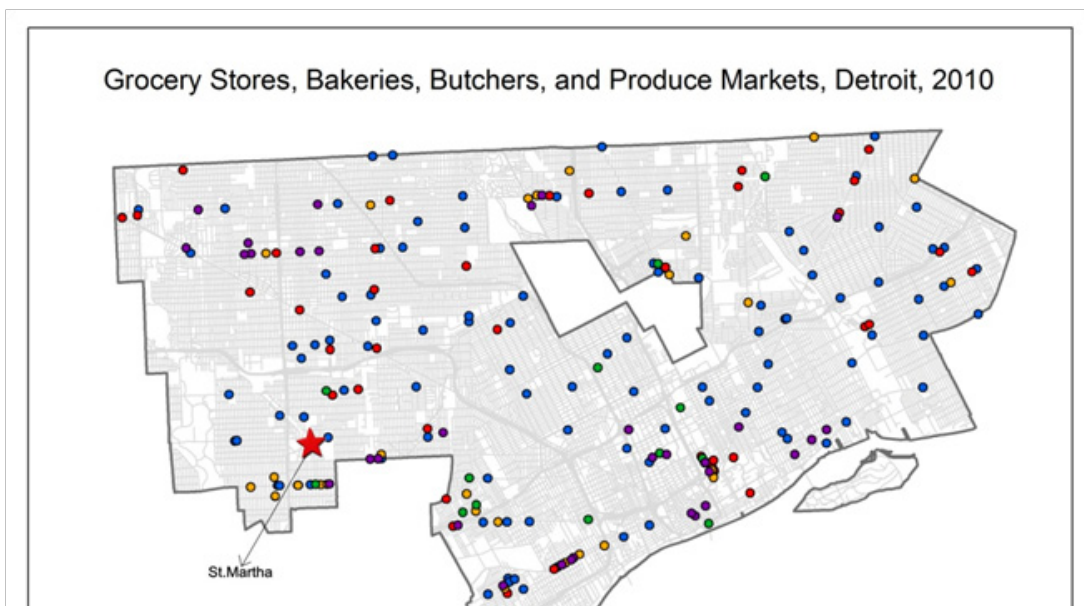 Grocery Stores, Bakeries, Butchers, and Produce Markets, Detroit, 2010
St.Martha